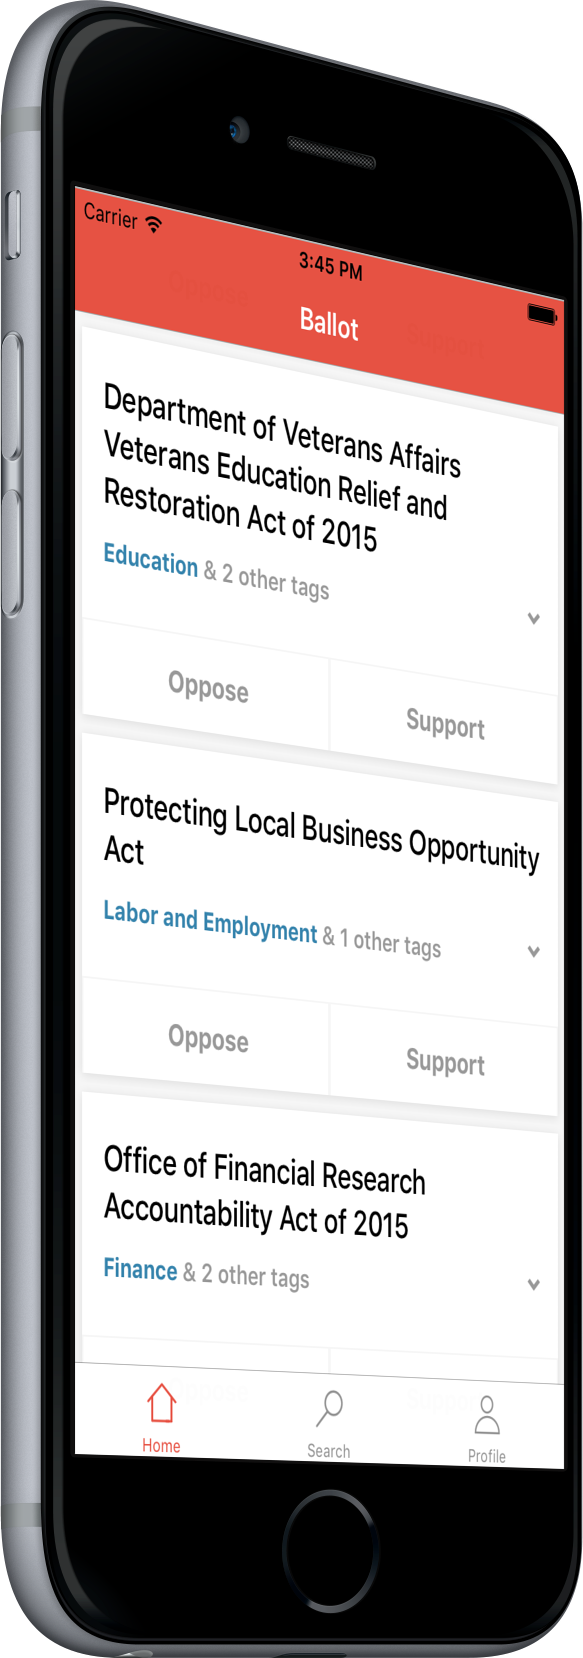 Carrier
3:45 PM
Ballot
Department of Veterans Affairs
Veterans Education Relief and
Restoration Act of 2015
Education & 2 other tags
Oppose
Support
Protecting Local Business Opportunity
Act
Labor and Employment & 1 other tags
Oppose
Support
Office of Financial Research
Accountability Act of 2015
Finance & 2 other tags
Home
Search
Profile